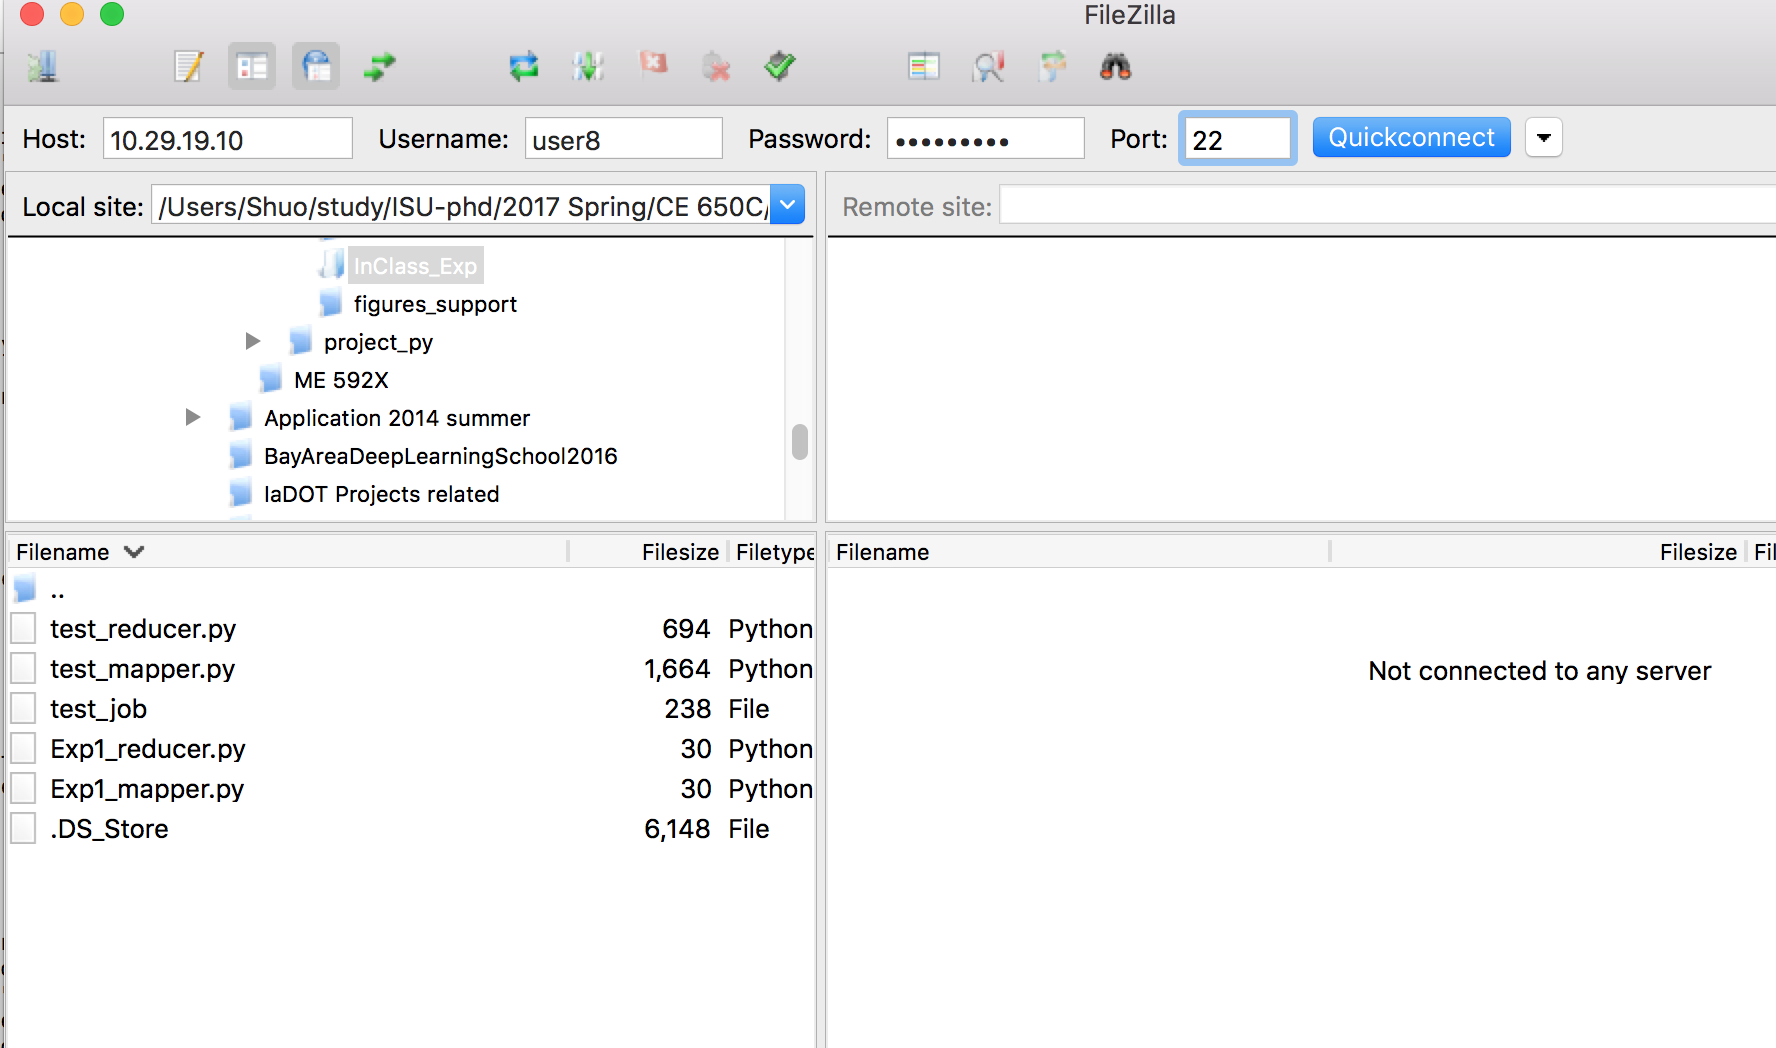 FileZilla
Host: 10.29.19.10 Username: user8 Password: ••••••••• Port: 22 Quickconnect
Local site: /Users/Shuo/study/ISU-phd/2017 Spring/CE 650C/ Remote site:
InClass_Exp
figures_support
project_py
ME 592X
Application 2014 summer
BayAreaDeepLearningSchool2016
IaDOT Projects related
Filename Filesize Filetype Filename Filesize Fil
..
test_reducer.py 694 Python
test_mapper.py 1,664 Python
Not connected to any server
test_job 238 File
Exp1_reducer.py 30 Python
Exp1_mapper.py 30 Python
.DS_Store 6,148 File